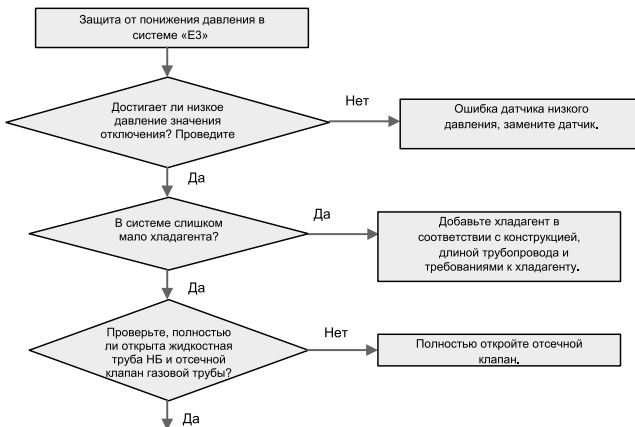 Защита от понижения давления в
системе «E3»
Достигает ли низкое
давление значения
отключения? Проведите
Нет
Ошибка датчика низкого
давления, замените датчик.
Да
В системе слишком
мало хладагента?
Да
Добавьте хладагент в
соответствии с конструкцией,
длиной трубопровода и
требованиями к хладагенту.
Да
Проверьте, полностью
ли открыта жидкостная
труба НБ и отсечной
клапан газовой трубы?
Нет
Полностью откройте отсечной
клапан.
Да